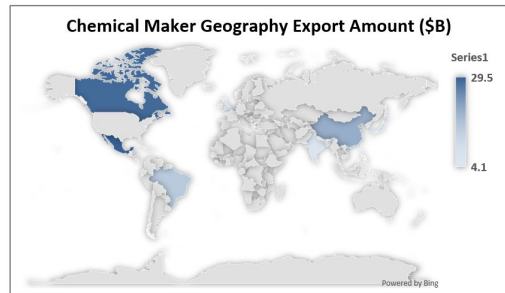 Chemical Maker Geography Export Amount ($B)
Series1
29.5
4.1
Powered by Bing